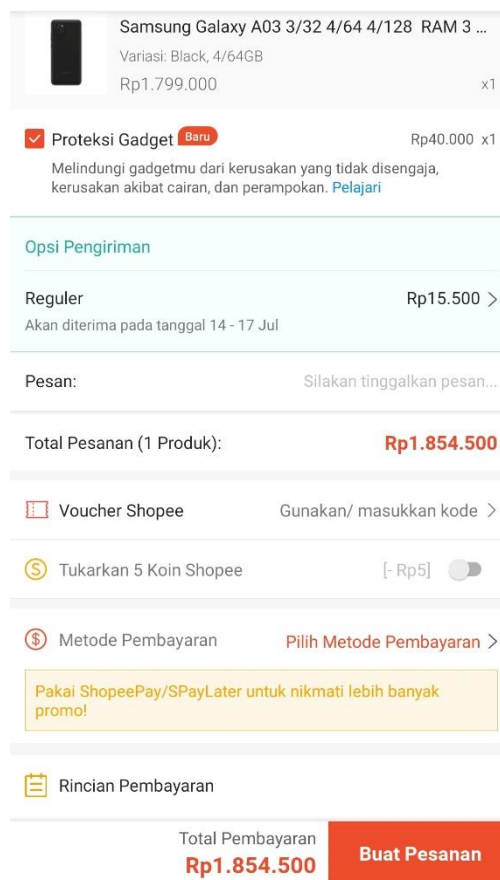 Samsung Galaxy A03 3/32 4/64 4/128 RAM 3 ...
Variasi: Black, 4/64GB
Rp1.799.000 x1
Proteksi Gadget Baru Rp40.000 x1
Melindungi gadgetmu dari kerusakan yang tidak disengaja,
kerusakan akibat cairan, dan perampokan. Pelajari
Opsi Pengiriman
Reguler Rp15.500 >
Akan diterima pada tanggal 14 - 17 Jul
Pesan: Silakan tinggalkan pesan...
Total Pesanan (1 Produk): Rp1.854.500
Voucher Shopee Gunakan/ masukkan kode >
S Tukarkan 5 Koin Shopee [- Rp5]
$ Metode Pembayaran Pilih Metode Pembayaran >
Pakai ShopeePay/SPayLater untuk nikmati lebih banyak
promo!
Rincian Pembayaran
Total Pembayaran
Rp1.854.500
Buat Pesanan